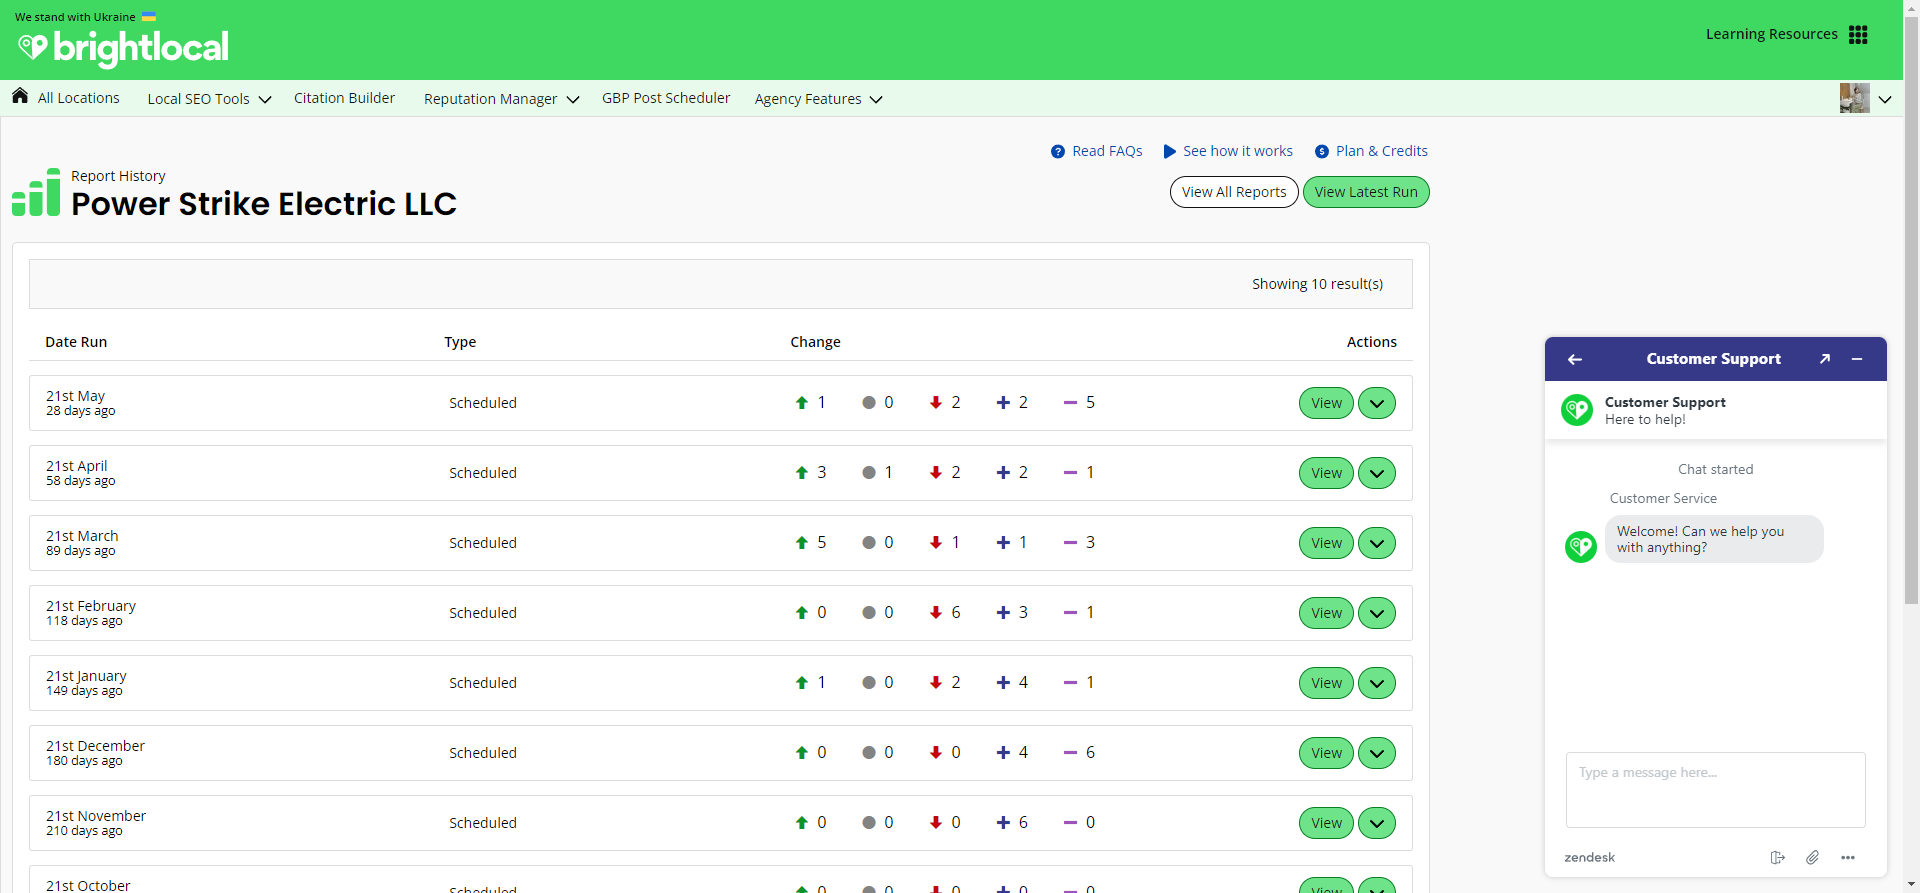 We stand with Ukraine
brightlocal
Learning Resources
All Locations
Local SEO Tools
Citation Builder
Reputation Manager
GBP Post Scheduler
Agency Features
Read FAQs
See how it works
Plan & Credits
Report History
Power Strike Electric LLC
View All Reports
View Latest Run
Showing 10 result(s)
Date Run Type Change Actions
21st May
28 days ago
Scheduled 1 0 2 2 5 View
21st April
58 days ago
Scheduled 3 1 2 2 1 View
21st March
89 days ago
Scheduled 5 0 1 1 3 View
21st February
118 days ago
Scheduled 0 0 6 3 1 View
21st January
149 days ago
Scheduled 1 0 2 4 1 View
21st December
180 days ago
Scheduled 0 0 0 4 6 View
21st November
210 days ago
Scheduled 0 0 0 6 0 View
21st October
Scheduled 0 0 0 0 0 View
Customer Support
Customer Support
Here to help!
Chat started
Customer Service
Welcome! Can we help you
with anything?
Type a message here...
zendesk